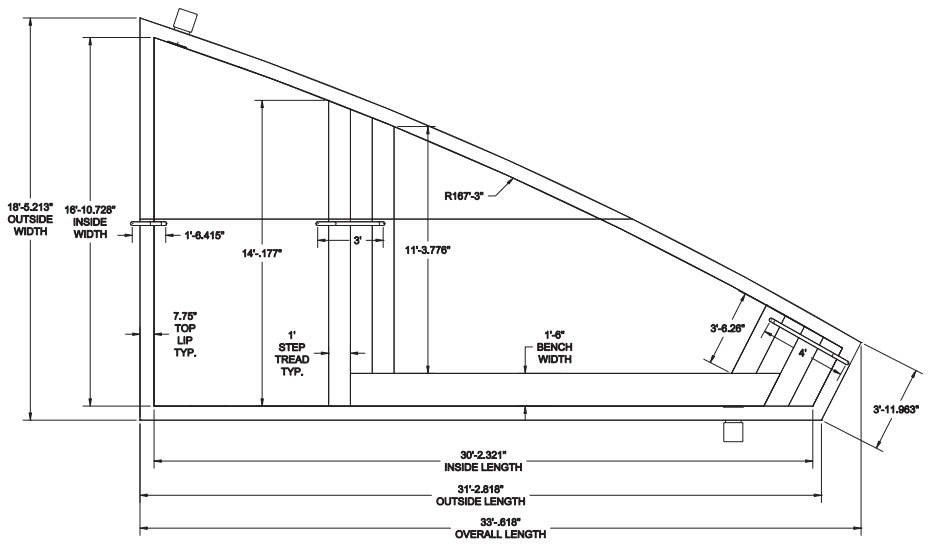 18'-5.213"
OUTSIDE
WIDTH
16'-10.728"
INSIDE
WIDTH
1'-6.415"
14'-.177"
3'
11'-3.776"
R167'-3"
7.75"
TOP
LIP
TYP.
1'
STEP
TREAD
TYP.
1'-6"
BENCH
WIDTH
3'-6.26"
4'
3'-11.963"
30'-2.321"
INSIDE LENGTH
31'-2.818"
OUTSIDE LENGTH
33'-.618"
OVERALL LENGTH